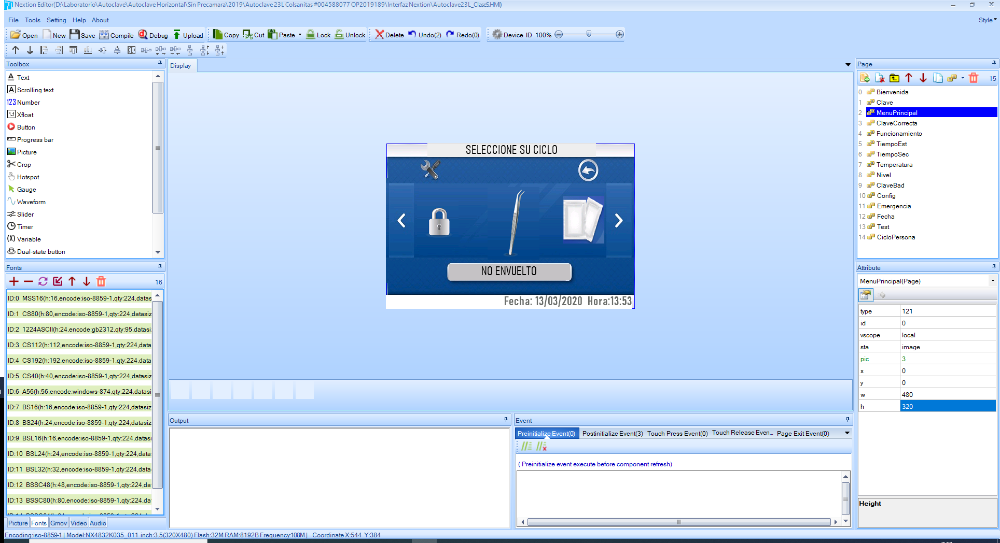 Nextion Editor(D:\Laboratorio\Autoclave\Autoclave Horizontal\Sin Precamara\2019\Autoclave 23L Colsanitas #004588077 OP2019189\Interfaz Nextion\Autoclave23L_ClaseS.HMI)
File Tools Setting Help About
Style
Open New Save Compile Debug Upload Copy Cut Paste Lock Unlock Delete Undo(2) Redo(0) Device ID 100%
Toolbox
Text
Scrolling text
123 Number
Xfloat
Button
Progress bar
Picture
Crop
Hotspot
Gauge
Waveform
Slider
Timer
(X) Variable
Dual-state button
Fonts
16
ID:0 MSS16(h:16,encode:iso-8859-1,qty:224,datas
ID:1 CS80(h:80,encode:iso-8859-1,qty:224,datasiz
ID:2 1224ASCII(h:24,encode:gb2312,qty:95,datasi
ID:3 CS112(h:112,encode:iso-8859-1,qty:224,data
ID:4 CS192(h:192,encode:iso-8859-1,qty:224,data
ID:5 CS40(h:40,encode:iso-8859-1,qty:224,datasiz
ID:6 A56(h:56,encode:windows-874,qty:224,datasi
ID:7 BS16(h:16,encode:iso-8859-1,qty:224,datasiz
ID:8 BS24(h:24,encode:iso-8859-1,qty:224,datasiz
ID:9 BSL16(h:16,encode:iso-8859-1,qty:224,datasi
ID:10 BSL24(h:24,encode:iso-8859-1,qty:224,data
ID:11 BSL32(h:32,encode:iso-8859-1,qty:224,data
ID:12 BSSC48(h:48,encode:iso-8859-1,qty:224,da
ID:13 BSSC80(h:80,encode:iso-8859-1,qty:224,da
Picture Fonts Gmov Video Audio
Display
SELECCIONE SU CICLO
NO ENVUELTO
Fecha: 13/03/2020 Hora:13:53
Output
Event
Preinitialize Event(0) Postinitialize Event(3) Touch Press Event(0) Touch Release Even... Page Exit Event(0)
( Preinitialize event execute before component refresh)
Page
15
0 Bienvenida
1 Clave
2 MenuPrincipal
3 ClaveCorrecta
4 Funcionamiento
5 TiempoEst
6 TiempoSec
7 Temperatura
8 Nivel
9 ClaveBad
10 Config
11 Emergencia
12 Fecha
13 Test
14 CicloPersona
Attribute
MenuPrincipal(Page)
type 121
id 0
vscope local
sta image
pic 3
x 0
y 0
w 480
h 320
Height
Encoding:iso-8859-1 | Model:NX4832K035_011 inch:3.5(320X480) Flash:32M RAM:8192B Frequency:108M | Coordinate X:544 Y:384